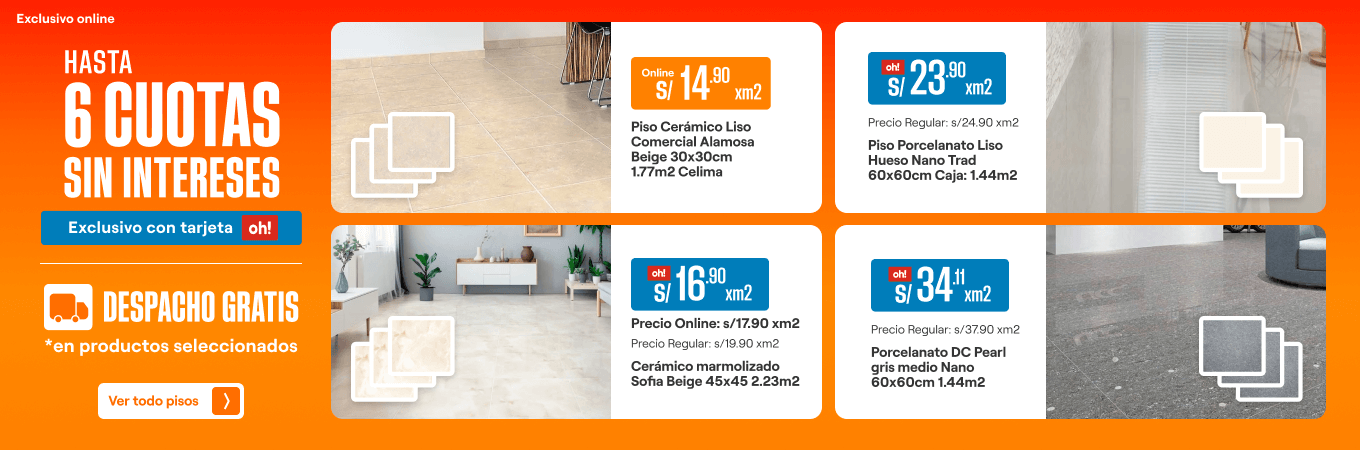 Exclusivo online
HASTA
6 CUOTAS
SIN INTERESES
Exclusivo con tarjeta oh!
DESPACHO GRATIS
*en productos seleccionados
Ver todo pisos
Online
S/ 14.90 xm2
Piso Cerámico Liso
Comercial Alamosa
Beige 30x30cm
1.77m2 Celima
oh!
S/ 23.90 xm2
Precio Regular: s/24.90 xm2
Piso Porcelanato Liso
Hueso Nano Trad
60x60cm Caja: 1.44m2
oh!
S/ 16.90 xm2
Precio Online: s/17.90 xm2
Precio Regular: s/19.90 xm2
Cerámico marmolizado
Sofia Beige 45x45 2.23m2
oh!
S/ 34.11 xm2
Precio Regular: s/37.90 xm2
Porcelanato DC Pearl
gris medio Nano
60x60cm 1.44m2